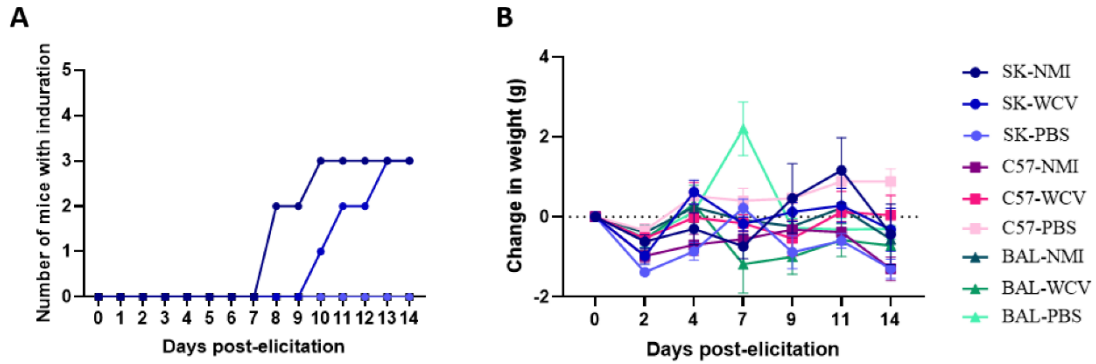 A
Number of mice with induration
5
4
3
2
1
0
0 1 2 3 4 5 6 7 8 9 10 11 12 13 14
Days post-elicitation
B
Change in weight (g)
4
2
0
-2
0 2 4 7 9 11 14
Days post-elicitation
SK-NMI
SK-WCV
SK-PBS
C57-NMI
C57-WCV
C57-PBS
BAL-NMI
BAL-WCV
BAL-PBS